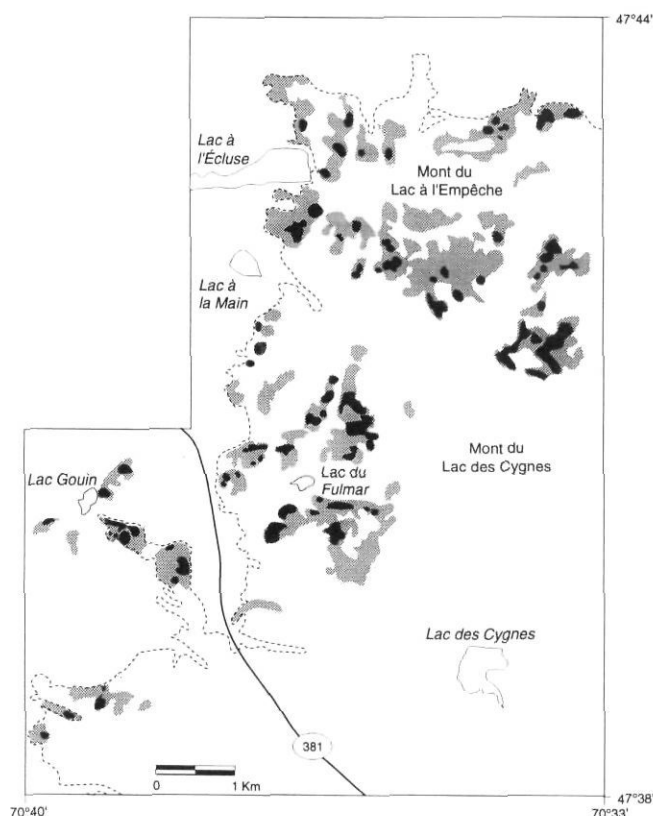 47°44'
Lac à
l'Écluse
Mont du
Lac à l'Empêche
Lac à
la Main
Mont du
Lac des Cygnes
Lac Gouin
Lac du
Fulmar
Lac des Cygnes
381
0 1 Km
47°38'
70°40' 70°33'